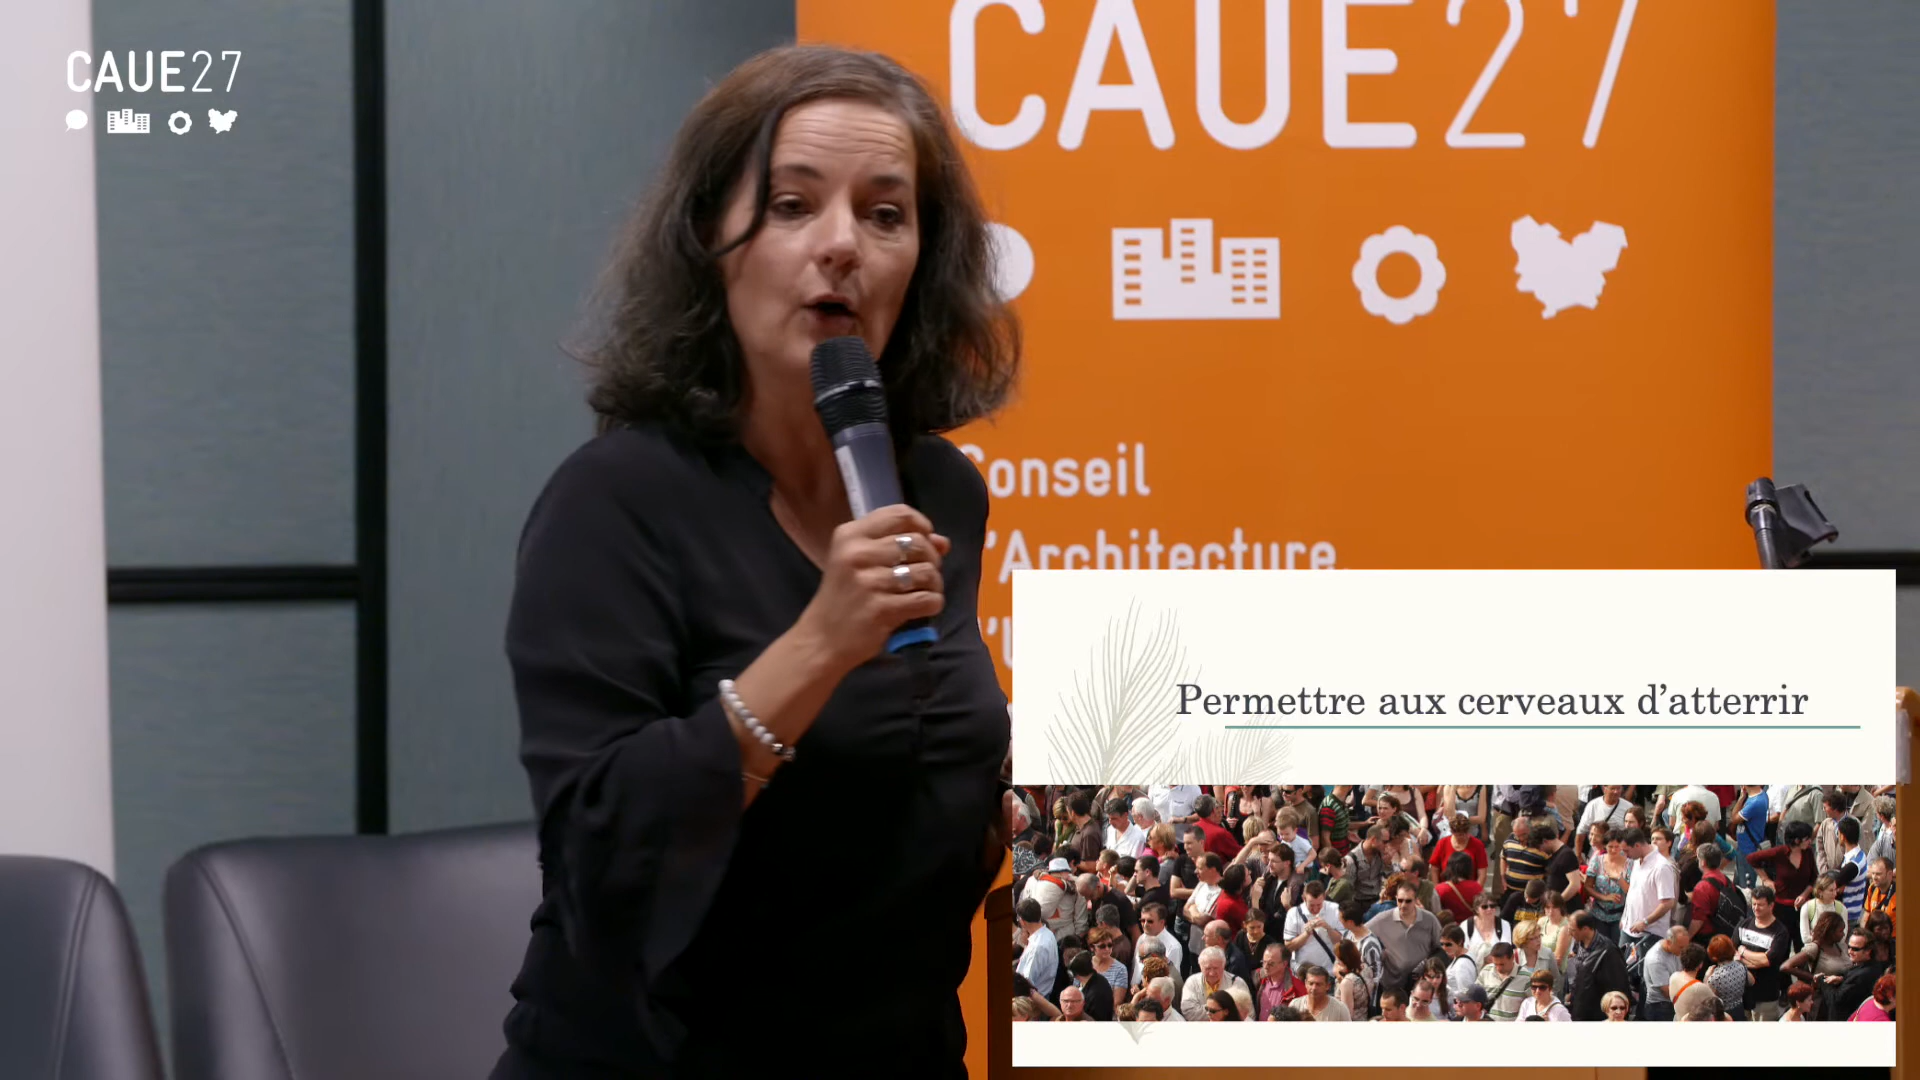 CAUE27
CAUE27
Conseil
d'Architecture,
Permettre aux cerveaux d'atterrir